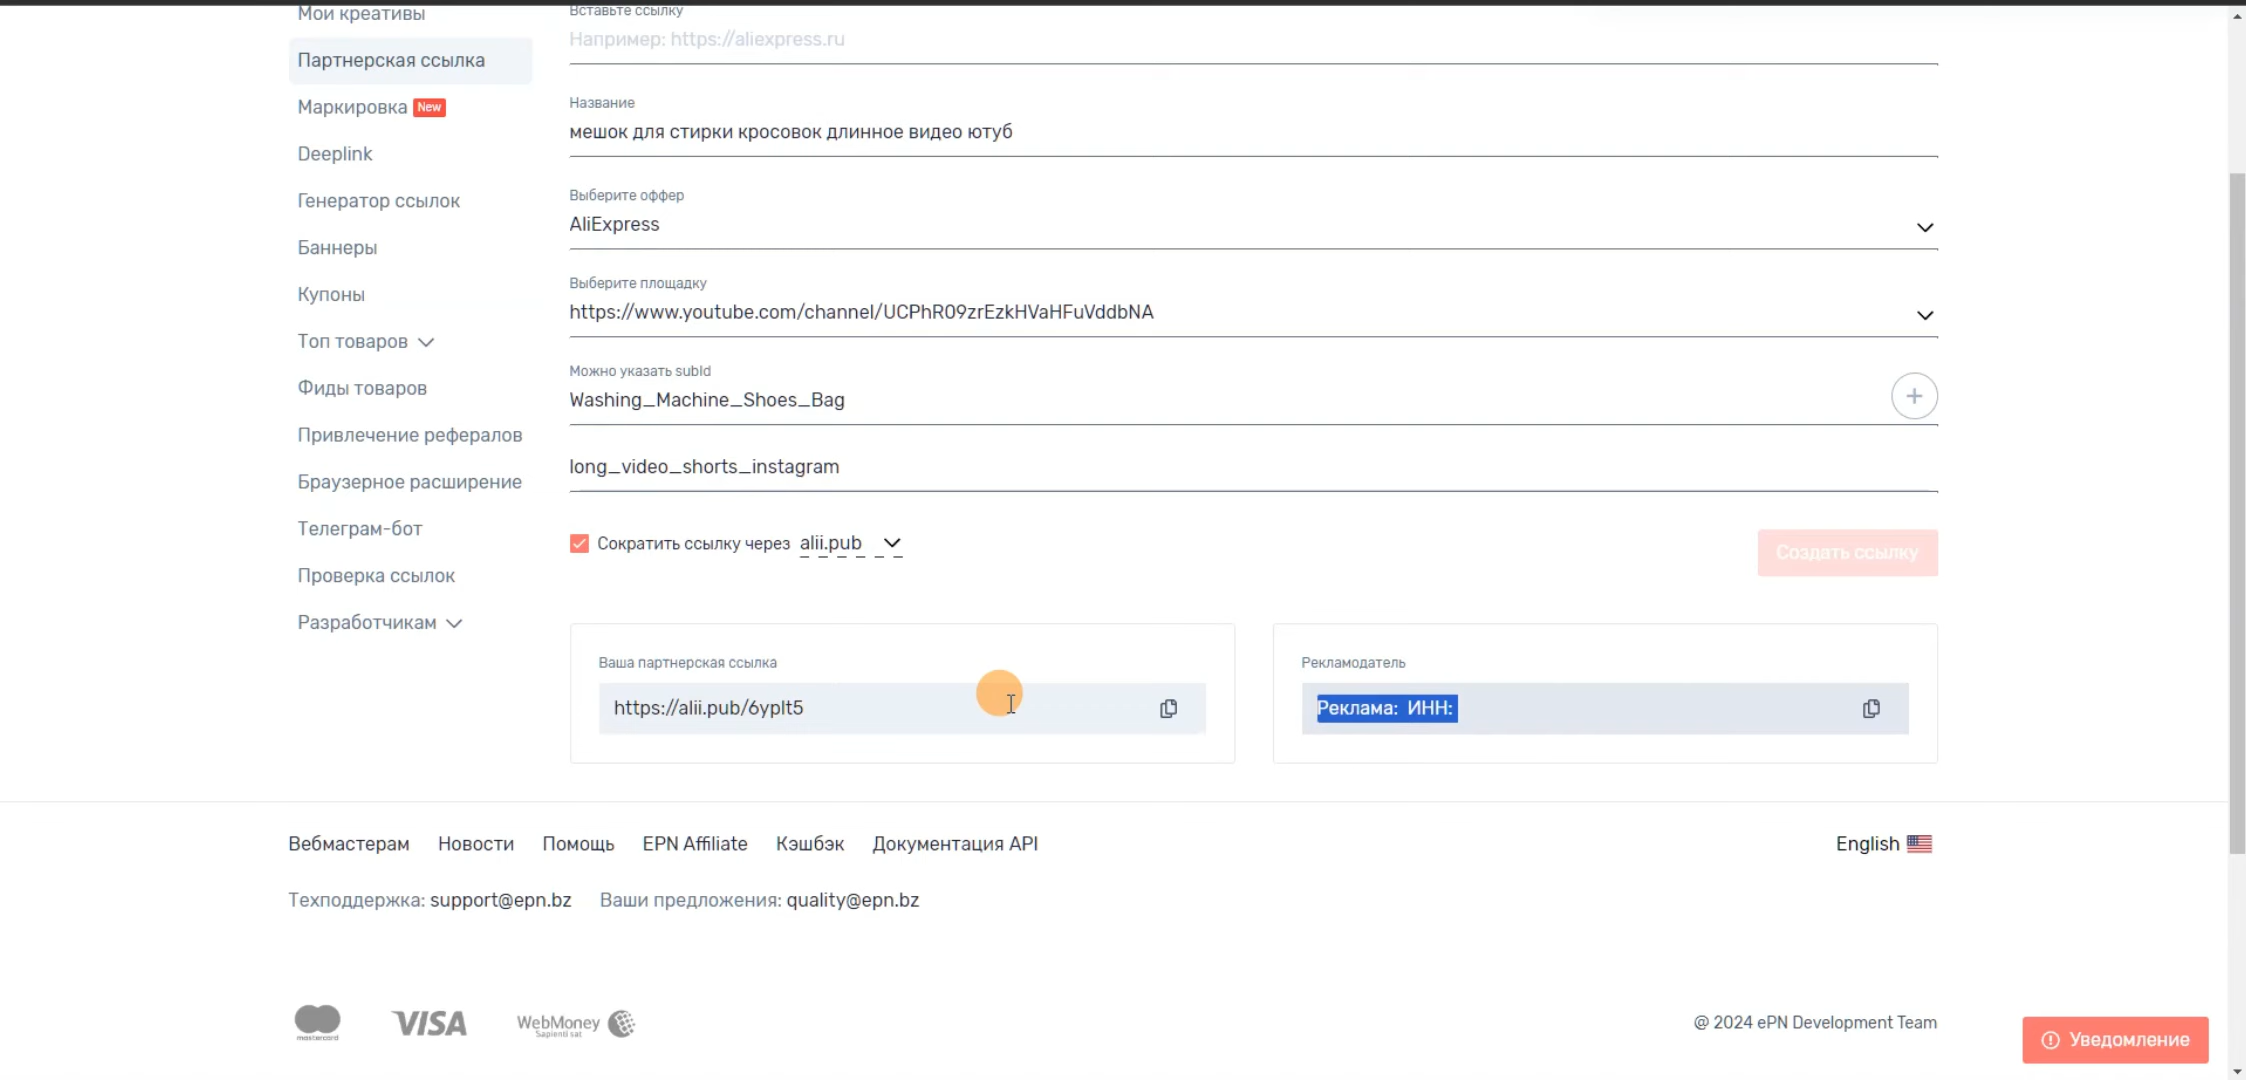 Мои креативы
Партнерская ссылка
Маркировка New
Deeplink
Генератор ссылок
Баннеры
Купоны
Топ товаров
Фиды товаров
Привлечение рефералов
Браузерное расширение
Телеграм-бот
Проверка ссылок
Разработчикам
Вставьте ссылку
Например: https://aliexpress.ru
Название
мешок для стирки кросовок длинное видео ютуб
Выберите оффер
AliExpress
Выберите площадку
https://www.youtube.com/channel/UCPhR09zrEzkHVaHFuVddbNA
Можно указать subId
Washing_Machine_Shoes_Bag
long_video_shorts_instagram
Сократить ссылку через alii.pub
Создать ссылку
Ваша партнерская ссылка
https://alii.pub/6yplt5
Рекламодатель
Реклама: ИНН:
Вебмастерам Новости Помощь EPN Affiliate Кэшбэк Документация API
English
Техподдержка: support@epn.bz Ваши предложения: quality@epn.bz
mastercard
VISA
WebMoney
Sapienti sat
@ 2024 ePN Development Team
Уведомление